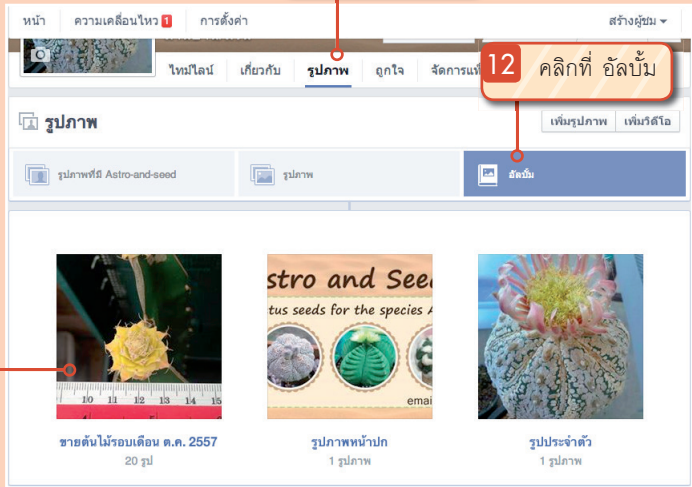 หน้า ความเคลื่อนไหว 1 การตั้งค่า สร้างผู้ชม
ไทม์ไลน์ เกี่ยวกับ รูปภาพ ถูกใจ จัดการแท็
12 คลิกที่ อัลบั้ม
รูปภาพ
เพิ่มรูปภาพ เพิ่มวิดีโอ
รูปภาพที่มี Astro-and-seed รูปภาพ อัลบั้ม
stro and See
tus seeds for the species A
emai
10 11 12 13 14 15
ขายต้นไม้รอบเดือน ต.ค. 2557 รูปภาพหน้าปก รูปประจำตัว
20 รูป 1 รูปภาพ 1 รูปภาพ